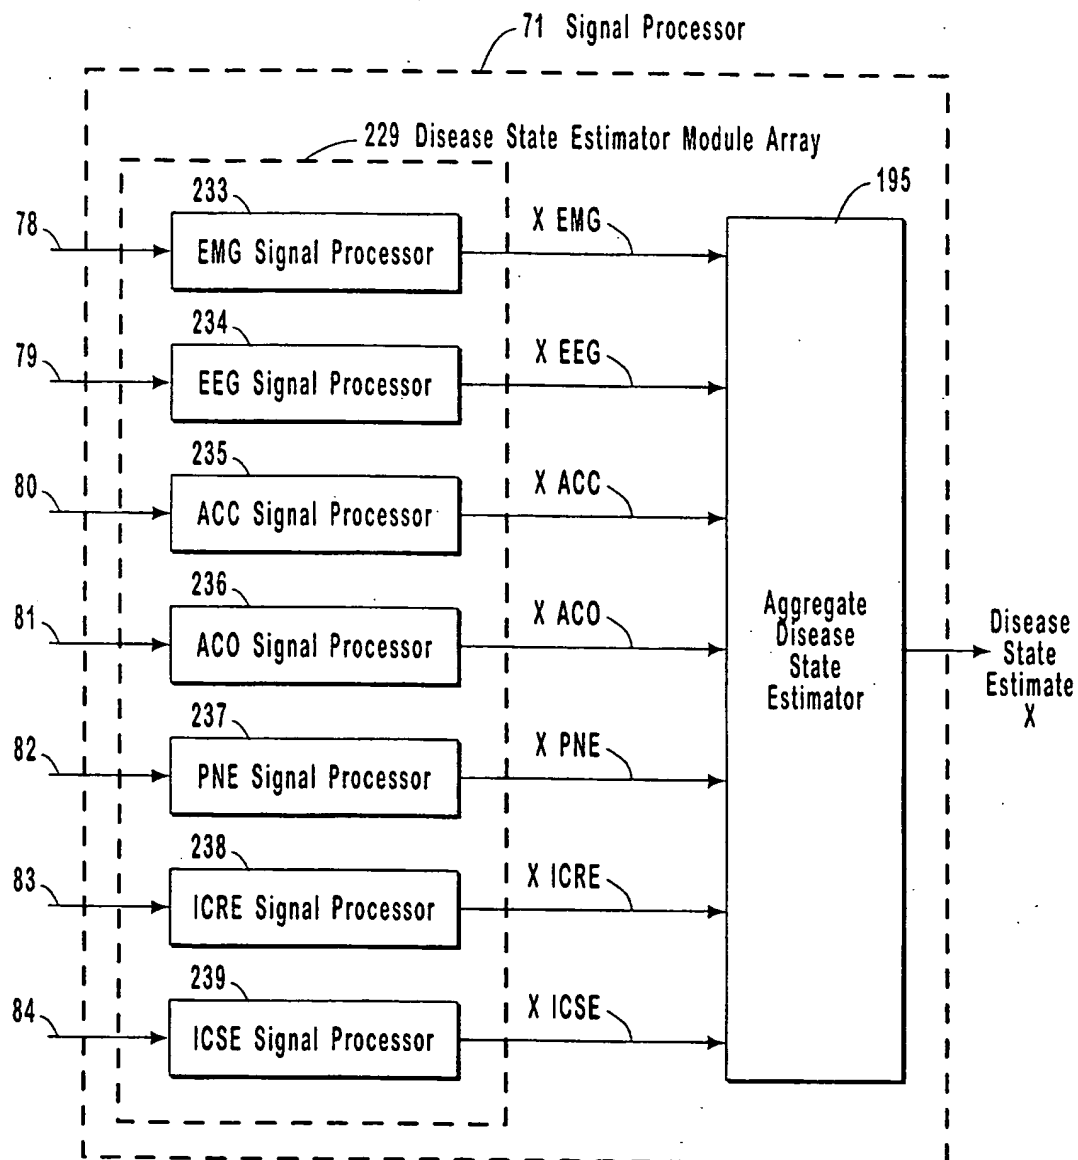 71 Signal Processor
229 Disease State Estimator Module Array
195
233
78
EMG Signal Processor
X EMG
234
79
EEG Signal Processor
X EEG
235
80
ACC Signal Processor
X ACC
236
81
ACO Signal Processor
X ACO
Aggregate
Disease
State
Estimator
Disease
State
Estimate
X
237
82
PNE Signal Processor
X PNE
238
83
ICRE Signal Processor
X ICRE
239
84
ICSE Signal Processor
X ICSE